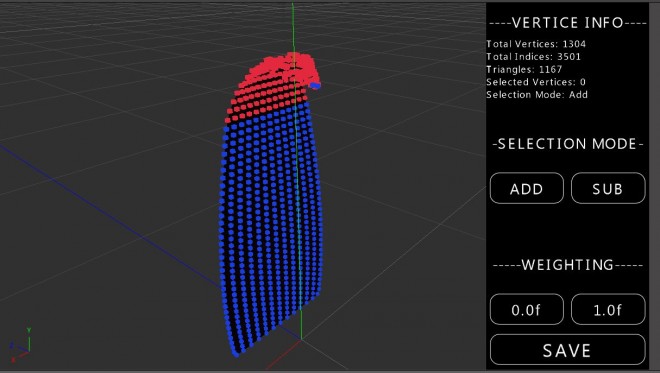 ----VERTICE INFO----
Total Vertices: 1304
Total Indices: 3501
Triangles: 1167
Selected Vertices: 0
Selection Mode: Add
-SELECTION MODE-
ADD SUB
-----WEIGHTING-----
0.0f 1.0f
SAVE
Y
X